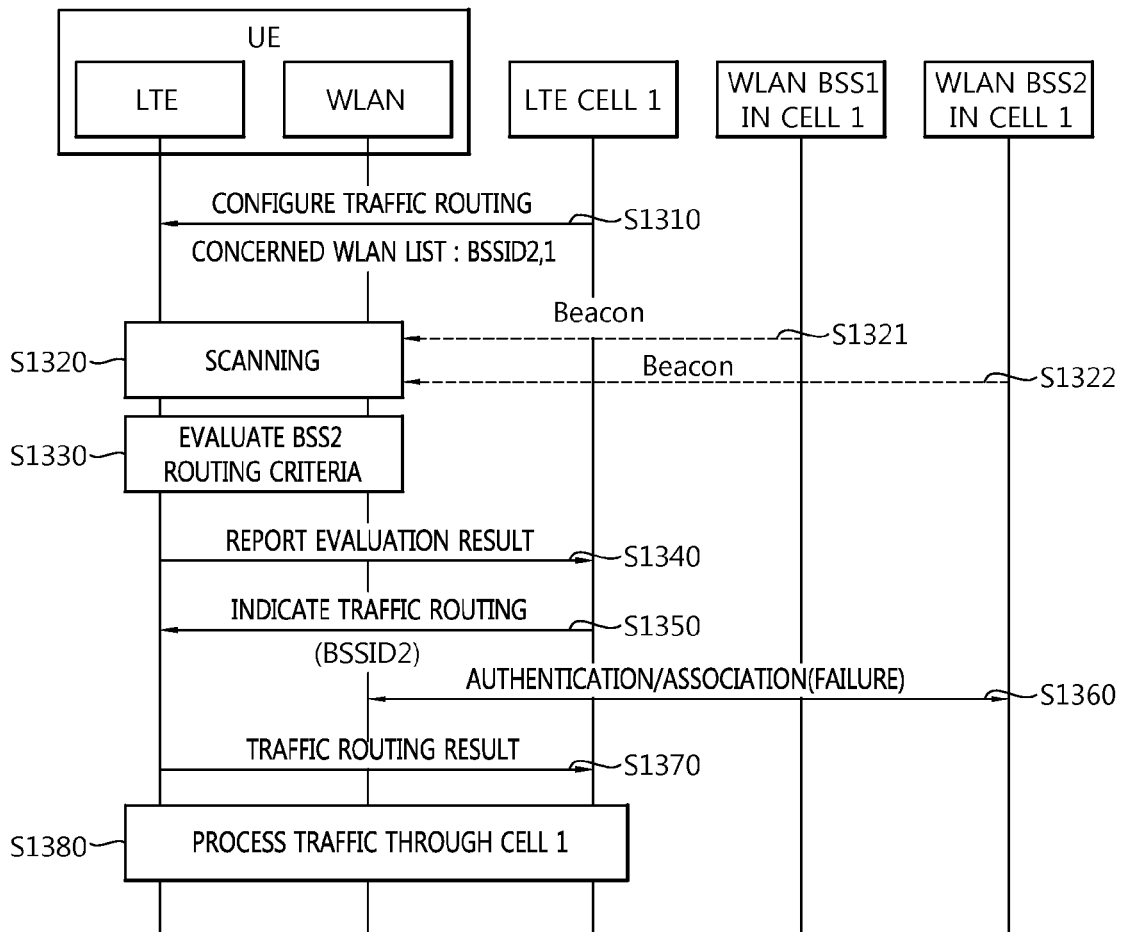 UE
LTE
WLAN
LTE CELL 1
WLAN BSS1
IN CELL 1
WLAN BSS2
IN CELL 1
CONFIGURE TRAFFIC ROUTING
S1310
CONCERNED WLAN LIST : BSSID2,1
Beacon
S1321
S1320
SCANNING
Beacon
S1322
S1330
EVALUATE BSS2
ROUTING CRITERIA
REPORT EVALUATION RESULT
S1340
INDICATE TRAFFIC ROUTING
S1350
(BSSID2)
AUTHENTICATION/ASSOCIATION(FAILURE)
S1360
TRAFFIC ROUTING RESULT
S1370
S1380
PROCESS TRAFFIC THROUGH CELL 1